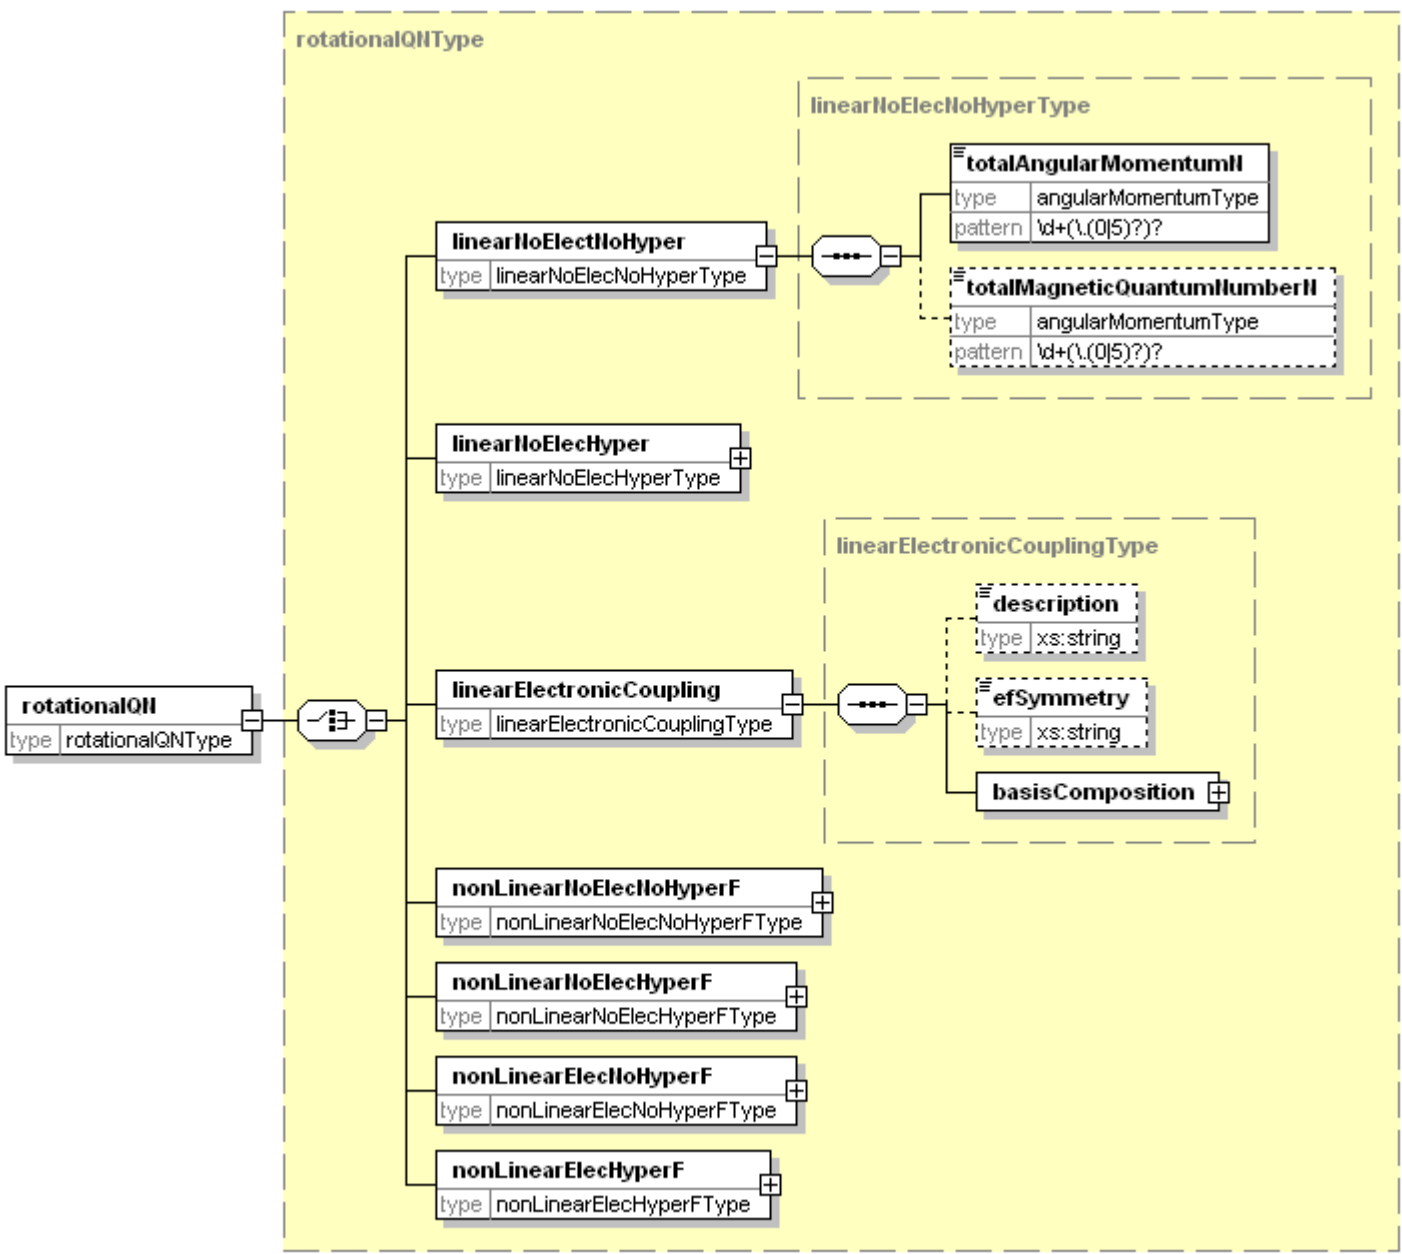 rotationalQNType
linearNoElecNoHyperType
totalAngularMomentumN
type angularMomentumType
pattern \d+(\.(0|5)?)?
linearNoElectNoHyper
type linearNoElecNoHyperType
totalMagneticQuantumNumberN
type angularMomentumType
pattern \d+(\.(0|5)?)?
linearNoElecHyper
type linearNoElecHyperType
linearElectronicCouplingType
description
type xs:string
linearElectronicCoupling
type linearElectronicCouplingType
efSymmetry
type xs:string
rotationalQN
type rotationalQNType
basisComposition
nonLinearNoElecNoHyperF
type nonLinearNoElecNoHyperFType
nonLinearNoElecHyperF
type nonLinearNoElecHyperFType
nonLinearElecNoHyperF
type nonLinearElecNoHyperFType
nonLinearElecHyperF
type nonLinearElecHyperFType